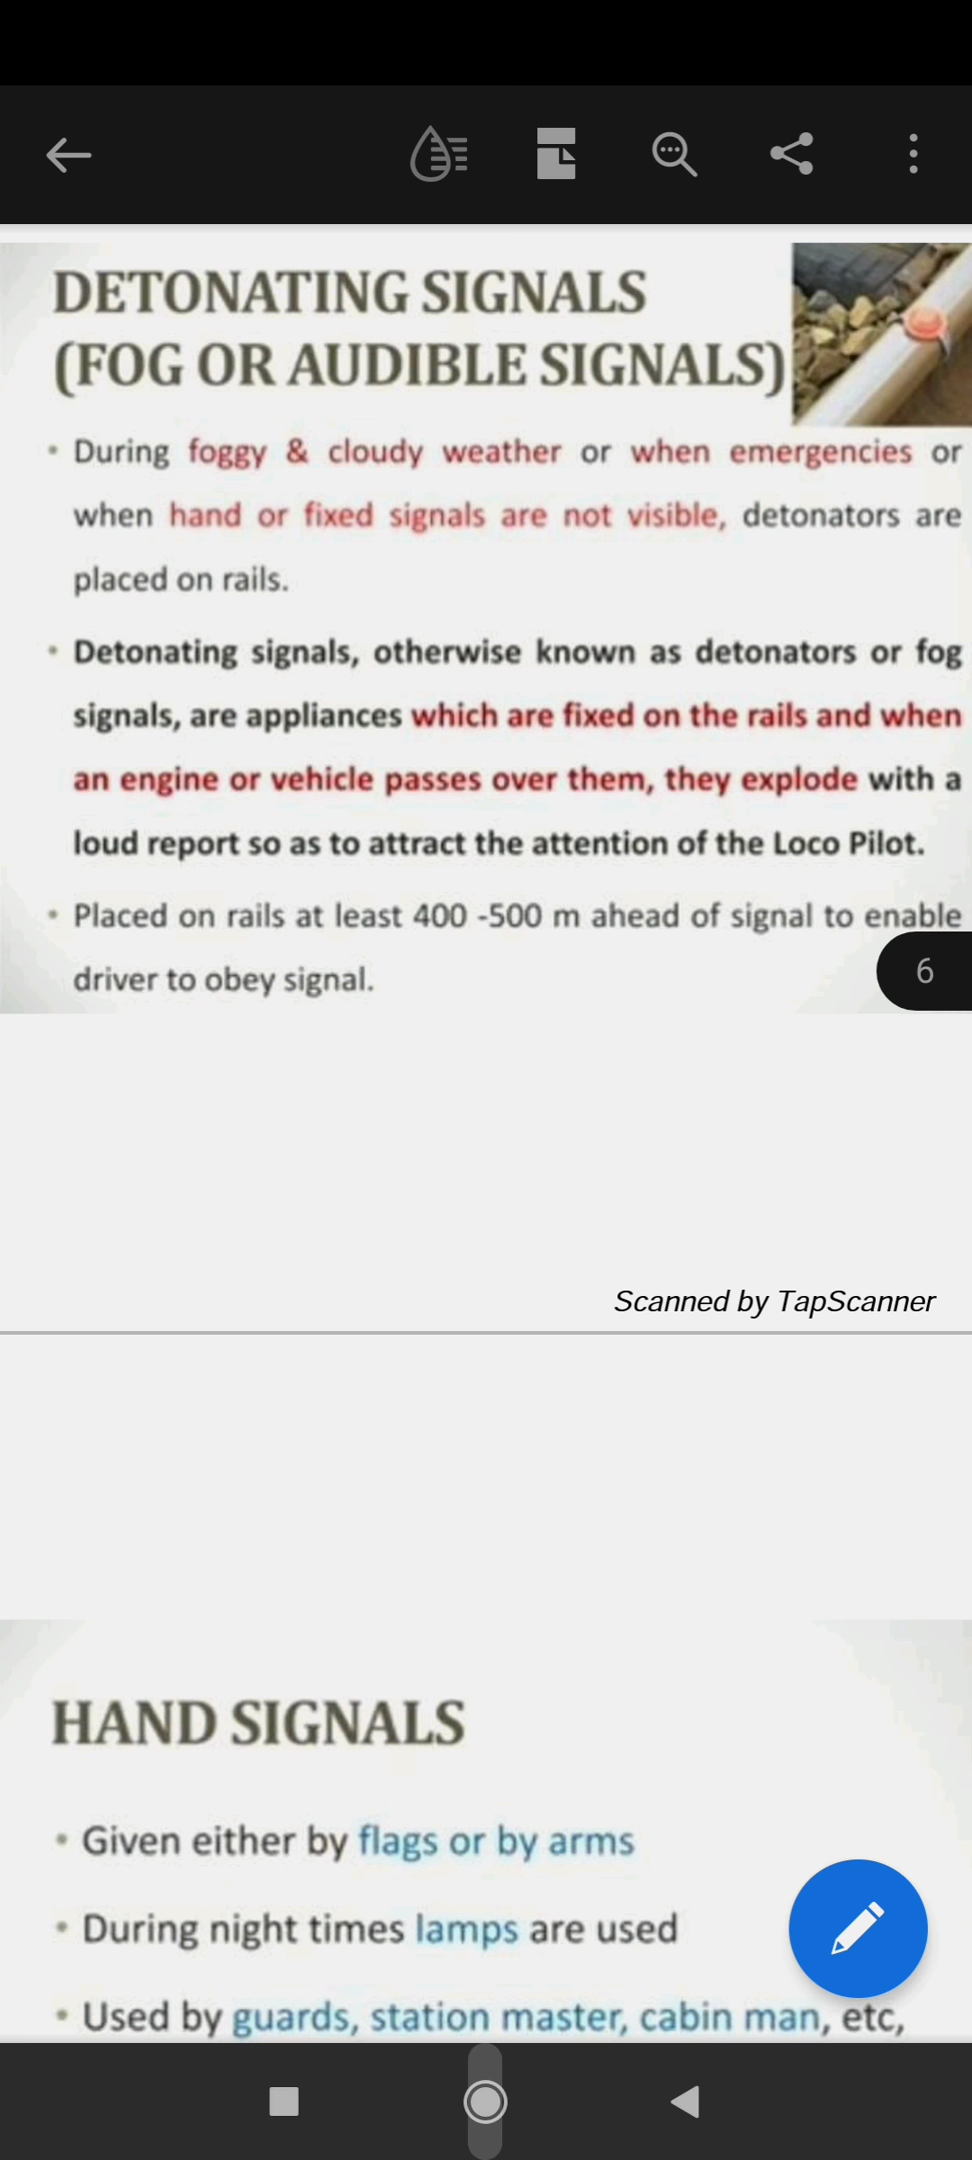 DETONATING SIGNALS
(FOG OR AUDIBLE SIGNALS)
• During foggy & cloudy weather or when emergencies or
when hand or fixed signals are not visible, detonators are
placed on rails.
• Detonating signals, otherwise known as detonators or fog
signals, are appliances which are fixed on the rails and when
an engine or vehicle passes over them, they explode with a
loud report so as to attract the attention of the Loco Pilot.
• Placed on rails at least 400 -500 m ahead of signal to enable
driver to obey signal.
6
Scanned by TapScanner
HAND SIGNALS
• Given either by flags or by arms
• During night times lamps are used
• Used by guards, station master, cabin man, etc,